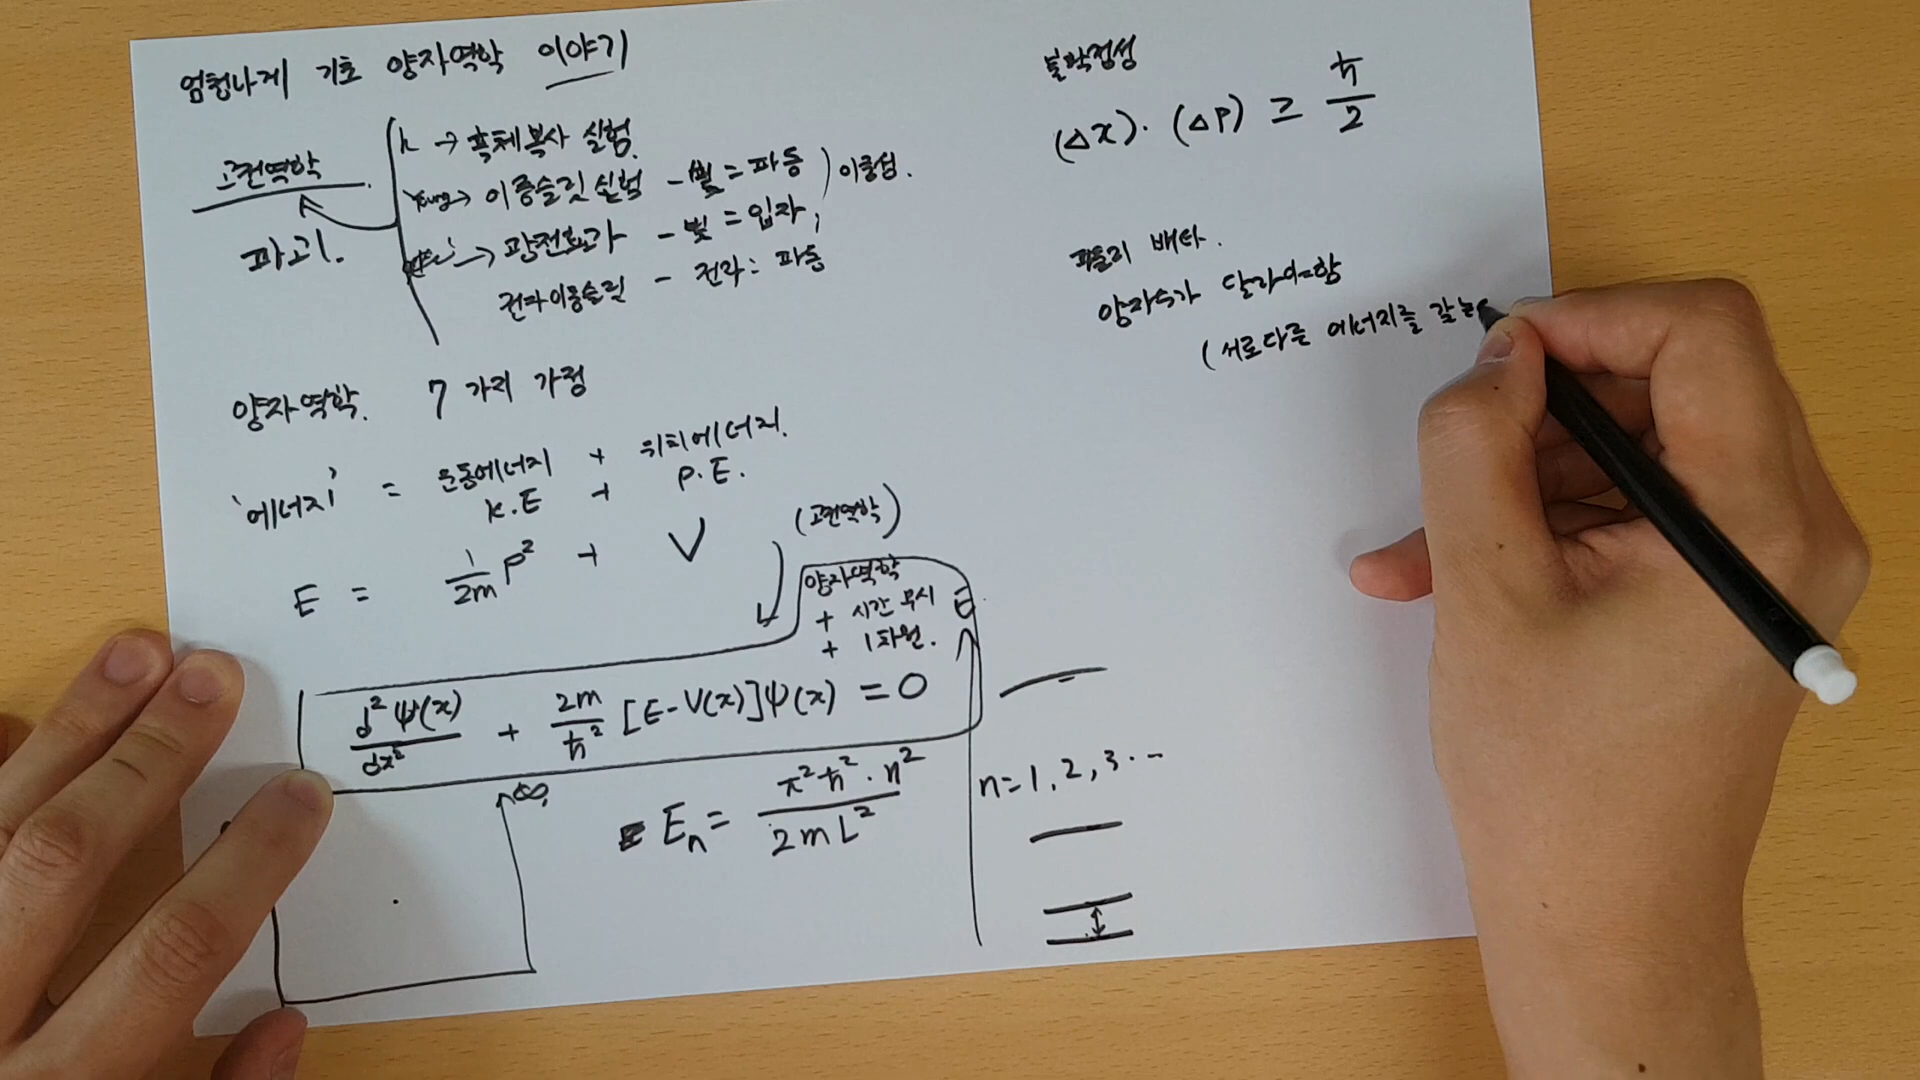 엄청나게 기초 양자역학 이야기
고전역학
파고1.
h → 흑체복사 실험.
Young → 이중슬릿 실험 - 빛 = 파동 ) 이중성.
→ 광전효과 - 빛 = 입자,
전자이중슬릿 - 전자 = 파동
양자역학. 7 가지 가정
'에너지' = 운동에너지 + 위치에너지.
K.E + P.E.
E = 1/2m P² + V
(고전역학)
양자역학
+ 시간 무시
+ 1차원.
E
d²ψ(x)/dx² + 2m/ħ² [E-V(x)]ψ(x) = 0
∞
En = π²ħ²·n²/2mL²
n=1, 2, 3 ...
불확정성
(Δx)·(ΔP) ≥ ħ/2
파울리 배타.
양자수가 달라야함
(서로다른 에너지를 갖는